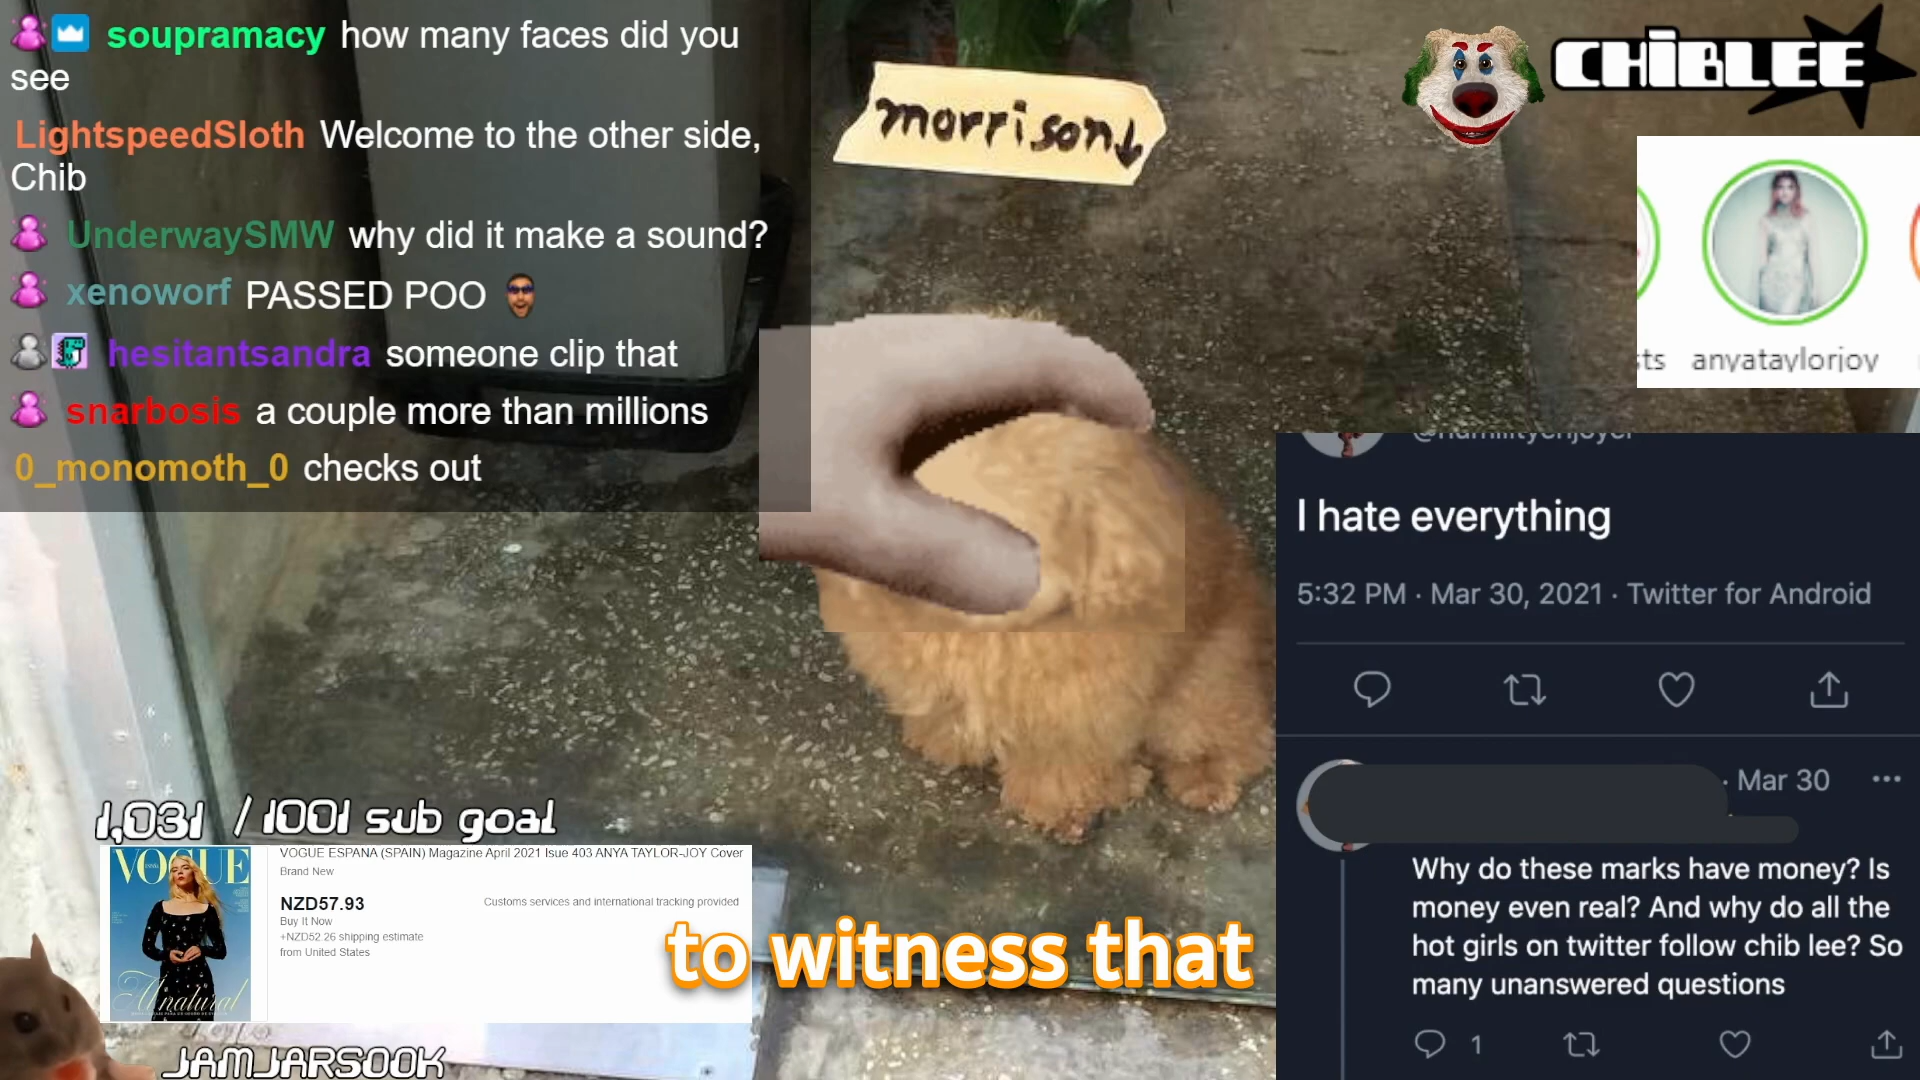 soupramacy how many faces did you
see
LightspeedSloth Welcome to the other side,
Chib
UnderwaySMW why did it make a sound?
xenoworf PASSED POO
hesitantsandra someone clip that
snarbosis a couple more than millions
0_monomoth_0 checks out
morrison↓
CHiBLEE
sts anyataylorjoy
I hate everything
5:32 PM · Mar 30, 2021 · Twitter for Android
· Mar 30 •••
Why do these marks have money? Is
money even real? And why do all the
hot girls on twitter follow chib lee? So
many unanswered questions
1
1,031 / 1001 sub goal
VOGUE
Anatural
VOGUE ESPANA (SPAIN) Magazine April 2021 Isue 403 ANYA TAYLOR-JOY Cover
Brand New
NZD57.93
Buy It Now
+NZD52.26 shipping estimate
from United States
Customs services and international tracking provided
to witness that
JAMJARSOOK